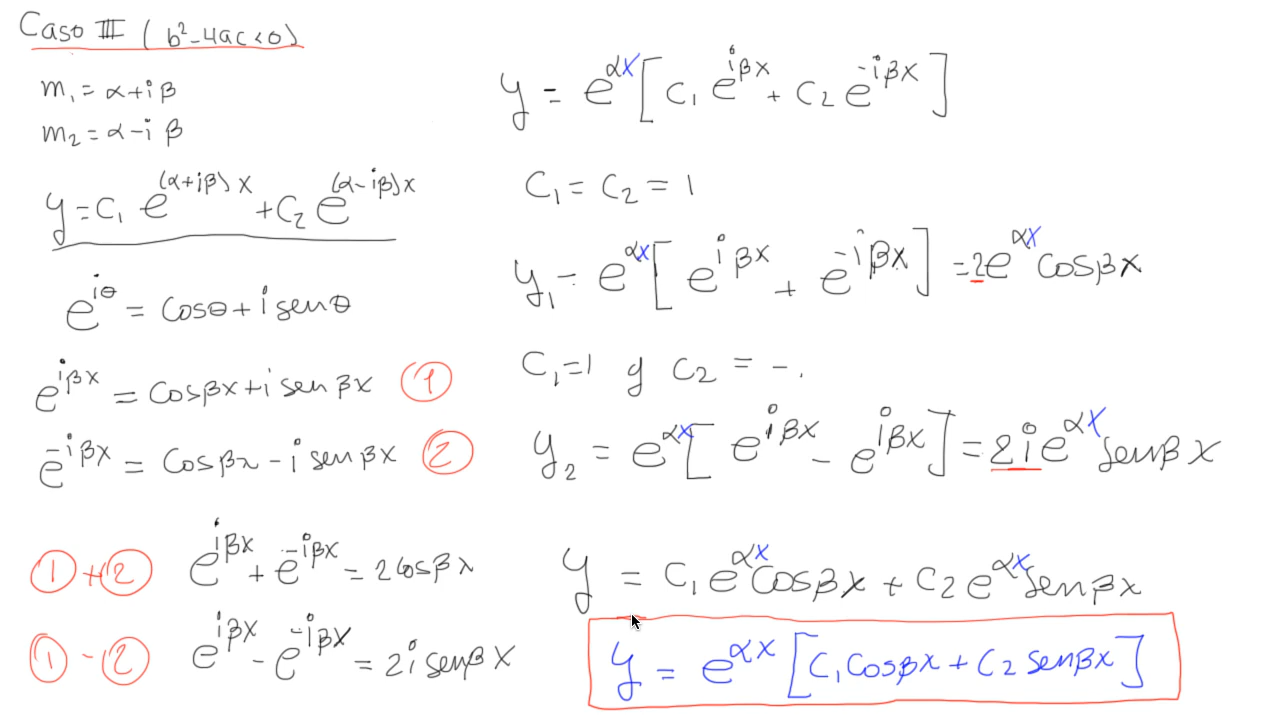 Caso III ( b²-4ac<0)
m₁ = α+iβ
m₂ = α-iβ
y = c₁ e^(α+iβ)x + c₂ e^(α-iβ)x
e^iθ = cosθ + i senθ
e^iβx = cosβx + i sen βx ①
e^-iβx = cosβx - i sen βx ②
①+② e^iβx + e^-iβx = 2cosβx
①-② e^iβx - e^-iβx = 2i senβx
y = e^αx [ c₁ e^iβx + c₂ e^-iβx ]
c₁ = c₂ = 1
y₁ = e^αx [ e^iβx + e^-iβx ] = 2e^αx cosβx
c₁=1 y c₂ = -.
y₂ = e^αx [ e^iβx - e^iβx ] = 2i e^αx senβx
y = c₁ e^αx cosβx + c₂ e^αx senβx
y = e^αx [ c₁ cosβx + c₂ senβx ]